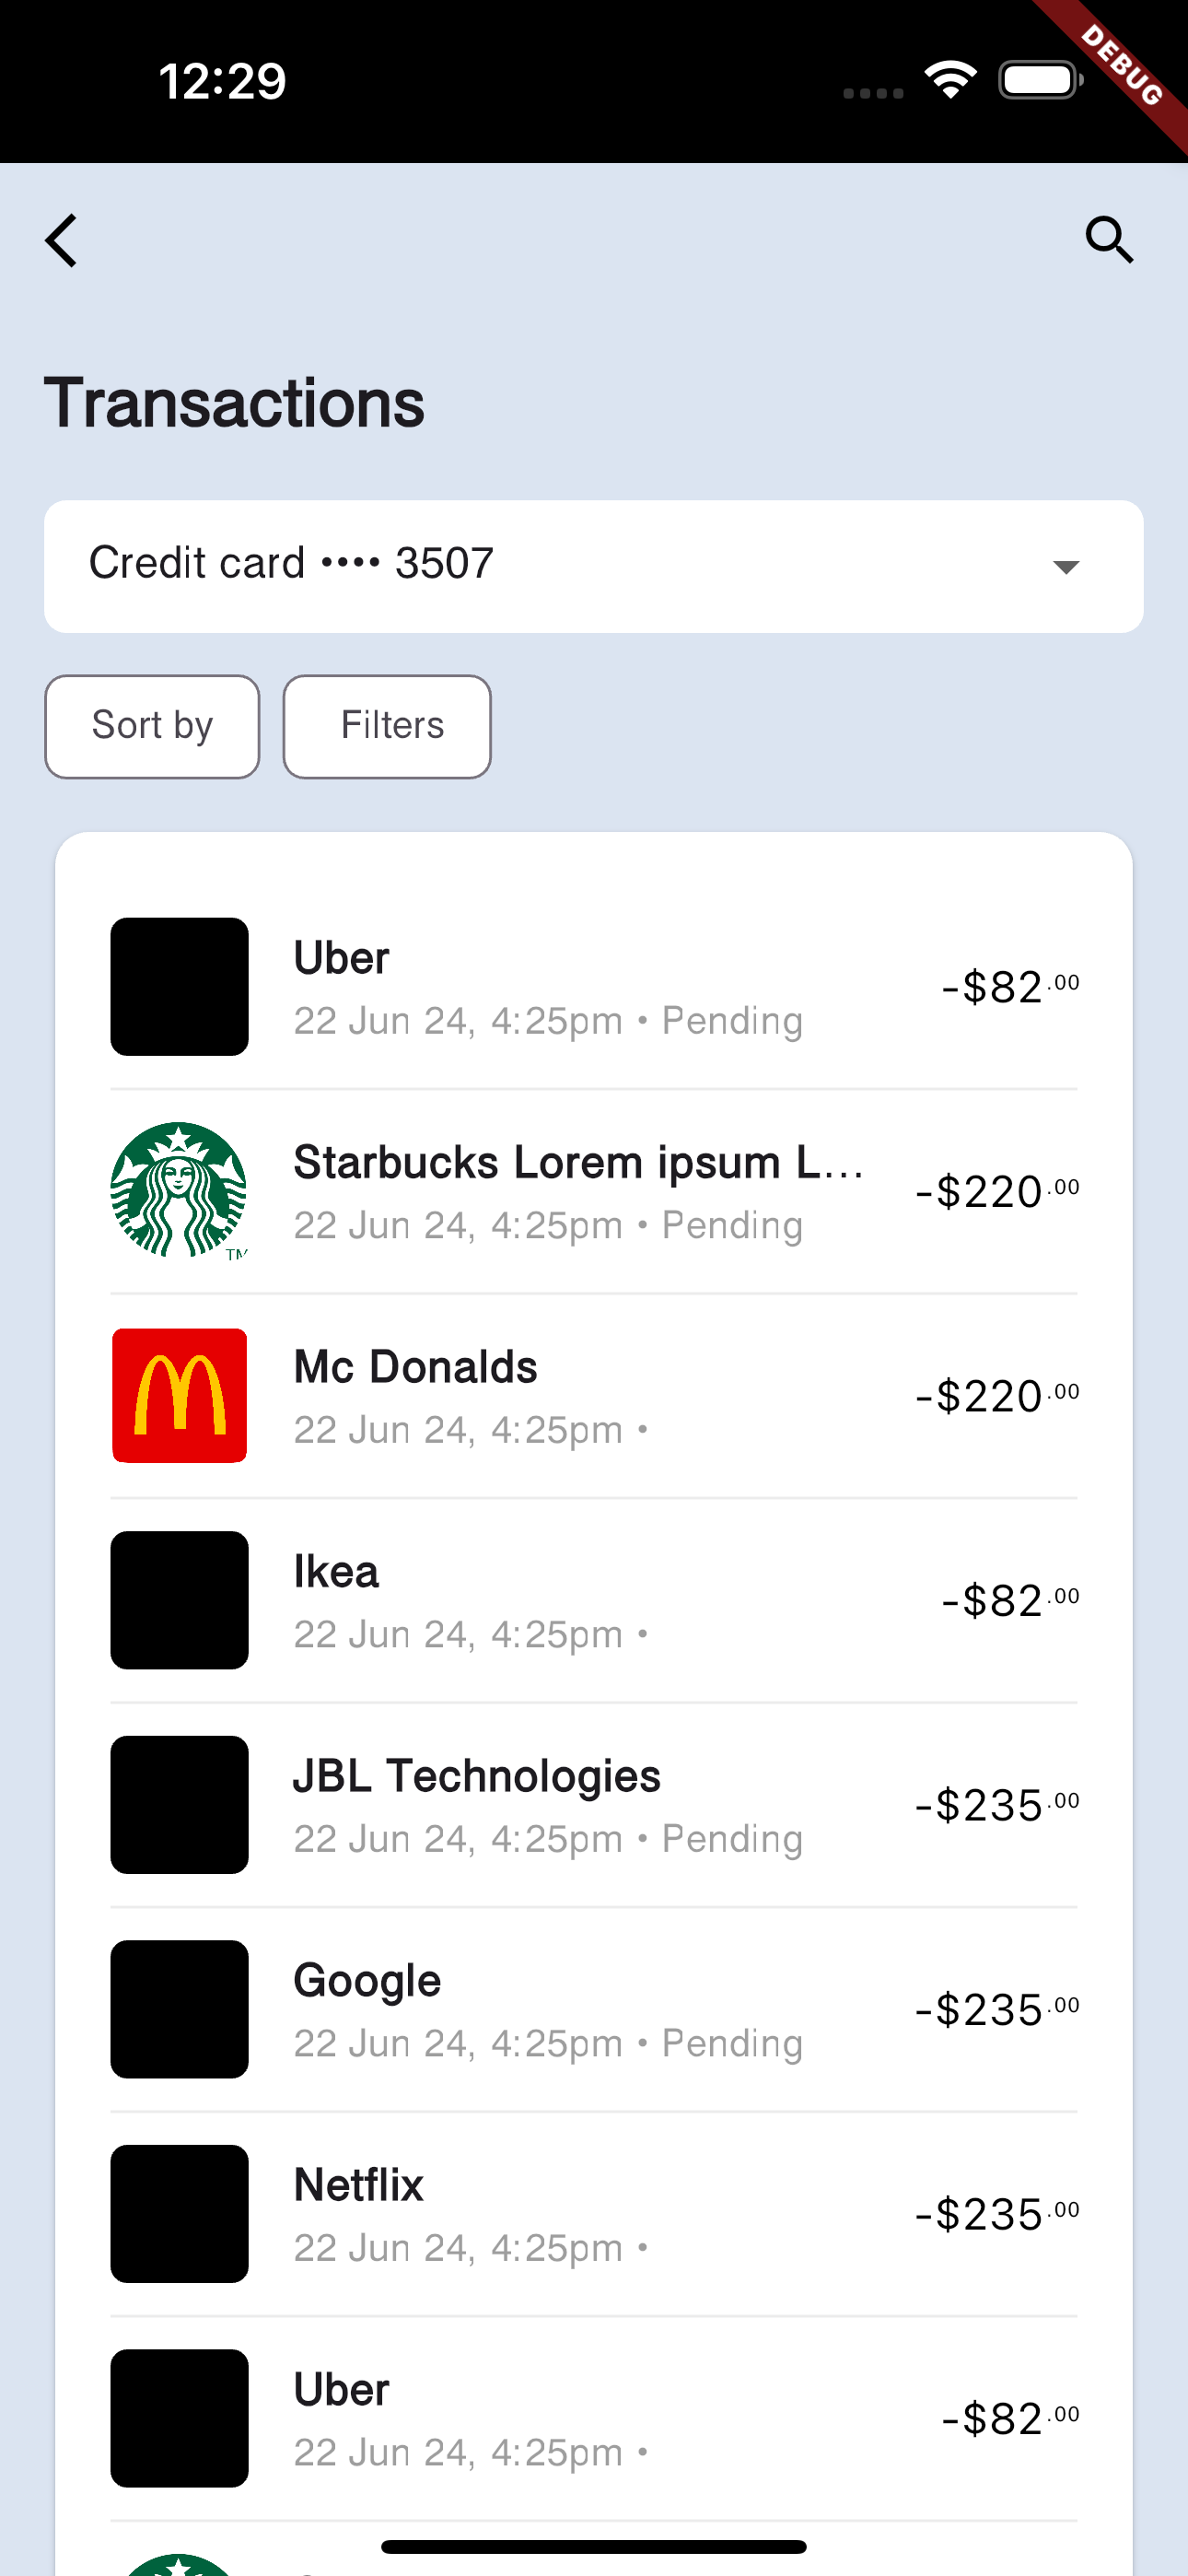 12:29
DEBUG
Transactions
Credit card •••• 3507
Sort by
Filters
Uber
-$82.00
22 Jun 24, 4:25pm • Pending
Starbucks Lorem ipsum L...
-$220.00
22 Jun 24, 4:25pm • Pending
TM
Mc Donalds
-$220.00
22 Jun 24, 4:25pm •
Ikea
-$82.00
22 Jun 24, 4:25pm •
JBL Technologies
-$235.00
22 Jun 24, 4:25pm • Pending
Google
-$235.00
22 Jun 24, 4:25pm • Pending
Netflix
-$235.00
22 Jun 24, 4:25pm •
Uber
-$82.00
22 Jun 24, 4:25pm •